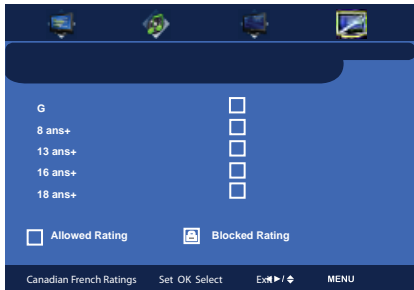 G
8 ans+
13 ans+
16 ans+
18 ans+
Allowed Rating Blocked Rating
Canadian French Ratings Set OK Select Exit ◄►/ MENU